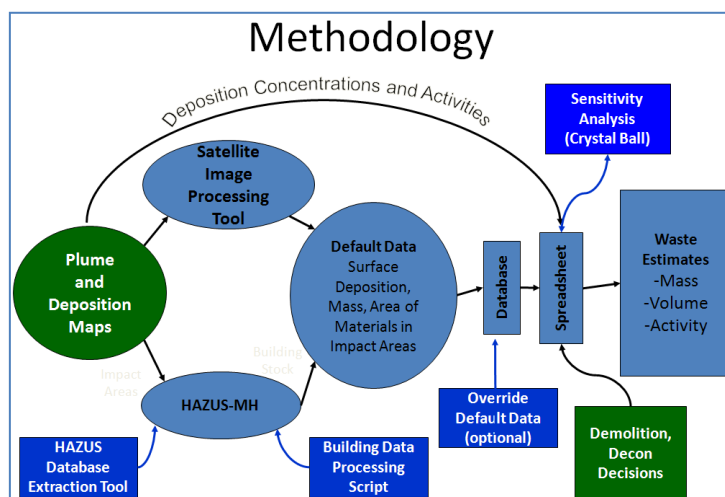 Methodology
Deposition Concentrations and Activities
Sensitivity
Analysis
(Crystal Ball)
Satellite
Image
Processing
Tool
Plume
and
Deposition
Maps
Default Data
Surface
Deposition,
Mass, Area of
Materials in
Impact Areas
Database
Spreadsheet
Waste
Estimates
-Mass
-Volume
-Activity
Impact
Areas
Building
Stock
HAZUS-MH
HAZUS
Database
Extraction Tool
Building Data
Processing
Script
Override
Default Data
(optional)
Demolition,
Decon
Decisions